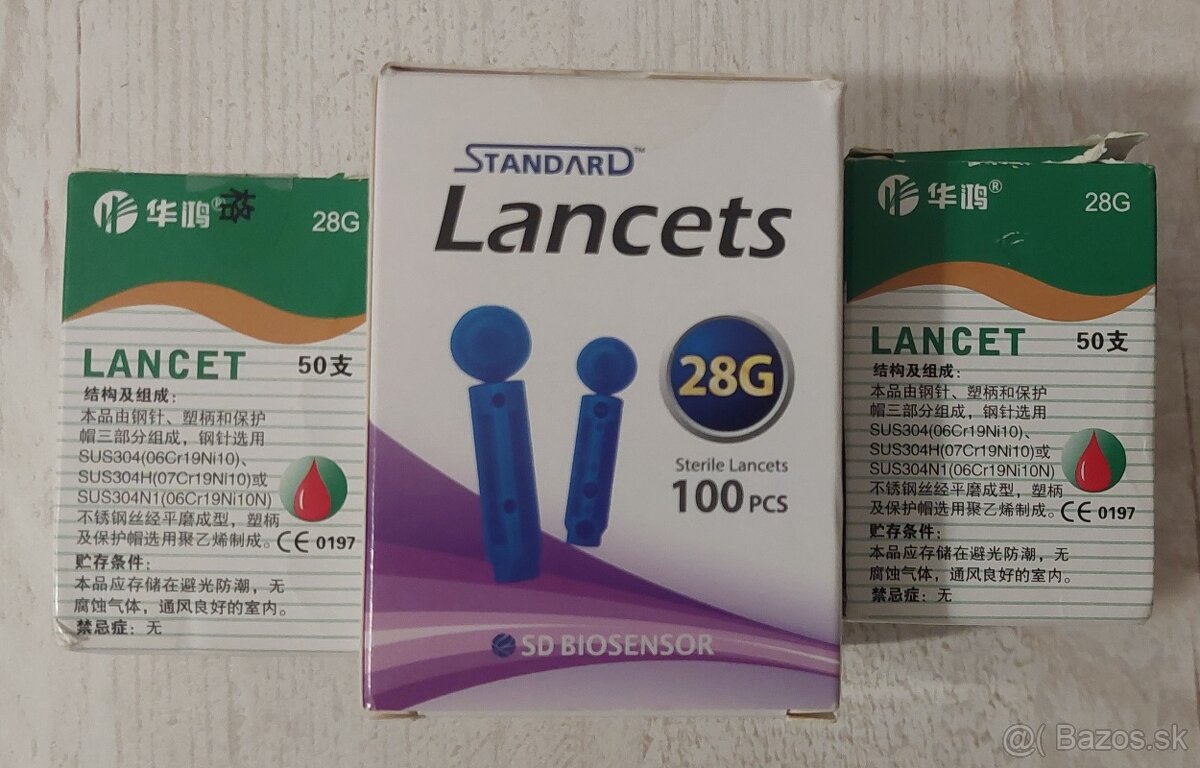 华鸿®
格
28G
LANCET 50支
结构及组成：
本品由钢针、塑柄和保护
帽三部分组成，钢针选用
SUS304(06Cr19Ni10)、
SUS304H(07Cr19Ni10)或
SUS304N1(06Cr19Ni10N)
不锈钢丝经平磨成型，塑柄
及保护帽选用聚乙烯制成。CE 0197
贮存条件：
本品应存储在避光防潮，无
腐蚀气体，通风良好的室内。
禁忌症：无
STANDARD™
Lancets
28G
Sterile Lancets
100 PCS
SD BIOSENSOR
华鸿®
28G
LANCET 50支
结构及组成：
本品由钢针、塑柄和保护
帽三部分组成，钢针选用
SUS304(06Cr19Ni10)、
SUS304H(07Cr19Ni10)或
SUS304N1(06Cr19Ni10N)
不锈钢丝经平磨成型，塑柄
及保护帽选用聚乙烯制成。CE 0197
贮存条件：
本品应存储在避光防潮，无
腐蚀气体，通风良好的室内。
禁忌症：无
@( Bazos.sk